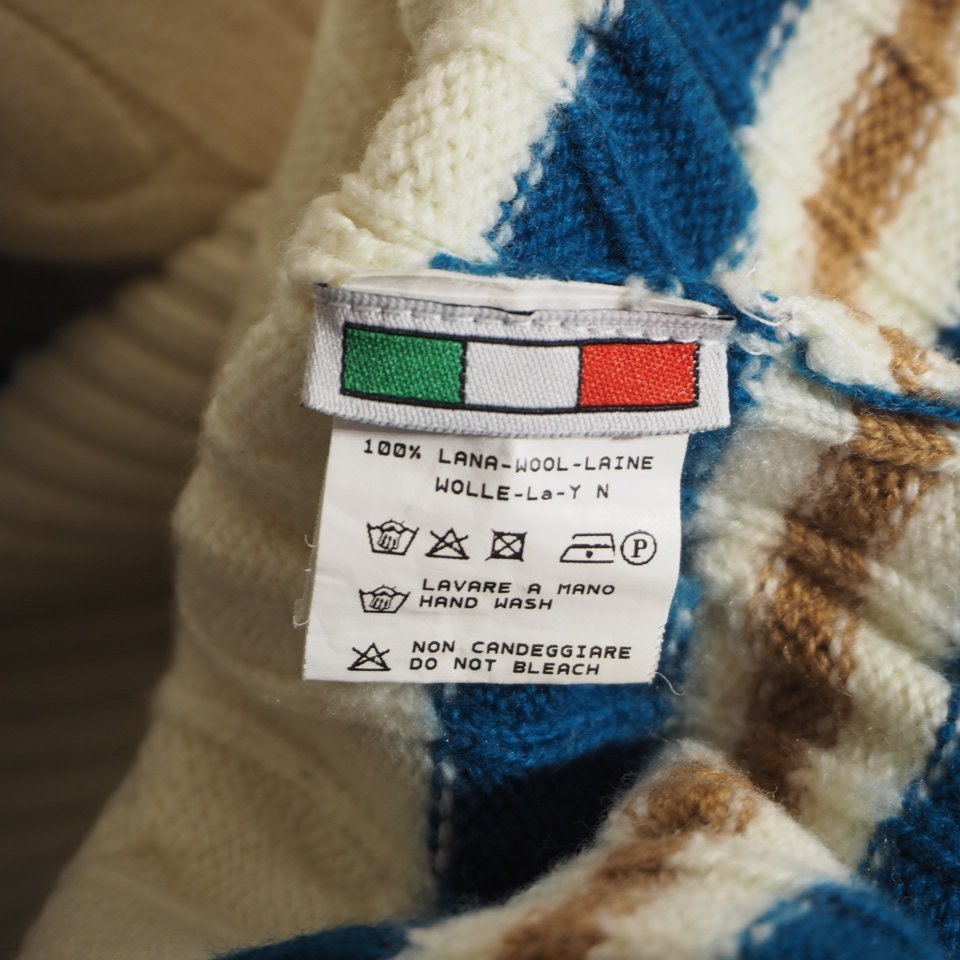 100% LANA-WOOL-LAINE
WOLLE-La-Y N
P
LAVARE A MANO
HAND WASH
NON CANDEGGIARE
DO NOT BLEACH